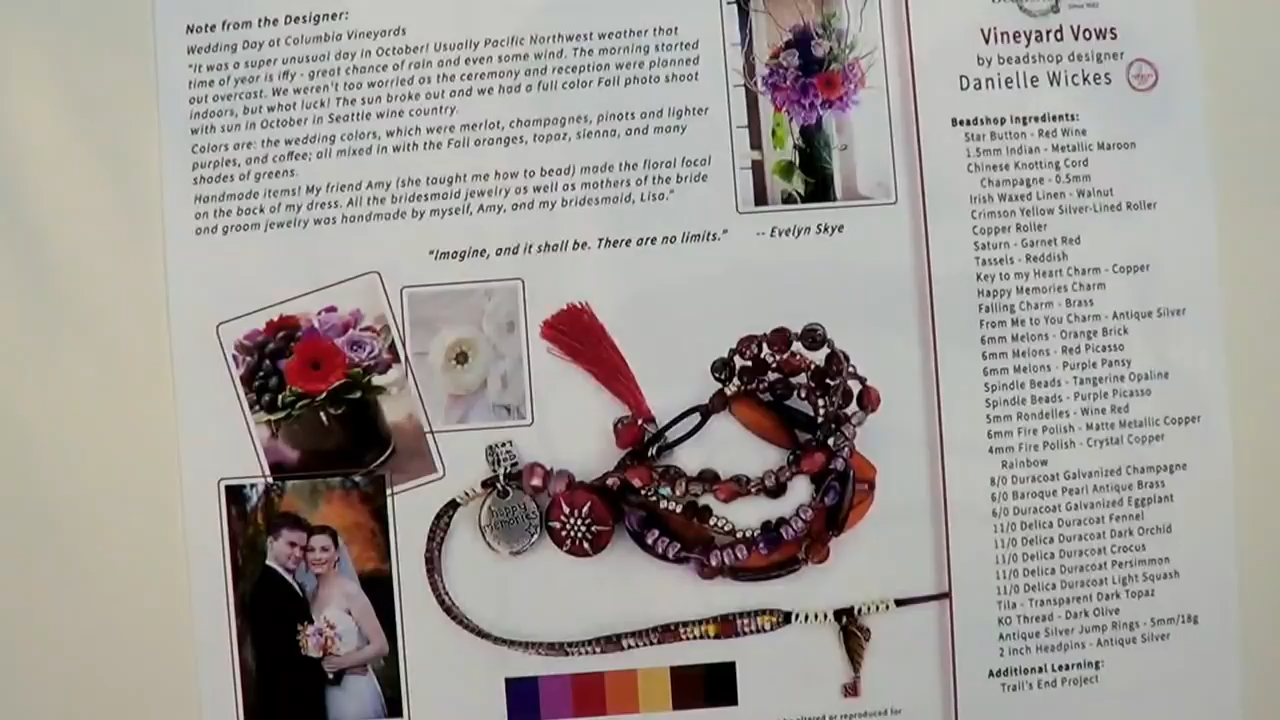 Note from the Designer:
Wedding Day at Columbia Vineyards
"It was a super unusual day in October! Usually Pacific Northwest weather that
time of year is iffy - great chance of rain and even some wind. The morning started
out overcast. We weren't too worried as the ceremony and reception were planned
indoors, but what luck! The sun broke out and we had a full color Fall photo shoot
with sun in October in Seattle wine country.
Colors are: the wedding colors, which were merlot, champagnes, pinots and lighter
purples, and coffee; all mixed in with the Fall oranges, topaz, sienna, and many
shades of greens.
Handmade items! My friend Amy (she taught me how to bead) made the floral focal
on the back of my dress. All the bridesmaid jewelry as well as mothers of the bride
and groom jewelry was handmade by myself, Amy, and my bridesmaid, Lisa."
"Imagine, and it shall be. There are no limits." -- Evelyn Skye
happy
memories
Vineyard Vows
by beadshop designer
Danielle Wickes
Beadshop Ingredients:
Star Button - Red Wine
1.5mm Indian - Metallic Maroon
Chinese Knotting Cord
Champagne - 0.5mm
Irish Waxed Linen - Walnut
Crimson Yellow Silver-Lined Roller
Copper Roller
Saturn - Garnet Red
Tassels - Reddish
Key to my Heart Charm - Copper
Happy Memories Charm
Falling Charm - Brass
From Me to You Charm - Antique Silver
6mm Melons - Orange Brick
6mm Melons - Red Picasso
6mm Melons - Purple Pansy
Spindle Beads - Tangerine Opaline
Spindle Beads - Purple Picasso
5mm Rondelles - Wine Red
6mm Fire Polish - Matte Metallic Copper
4mm Fire Polish - Crystal Copper
Rainbow
8/0 Duracoat Galvanized Champagne
6/0 Baroque Pearl Antique Brass
6/0 Duracoat Galvanized Eggplant
11/0 Delica Duracoat Fennel
11/0 Delica Duracoat Dark Orchid
11/0 Delica Duracoat Crocus
11/0 Delica Duracoat Persimmon
11/0 Delica Duracoat Light Squash
Tila - Transparent Dark Topaz
KO Thread - Dark Olive
Antique Silver Jump Rings - 5mm/18g
2 inch Headpins - Antique Silver
Additional Learning:
Trail's End Project
altered or reproduced for